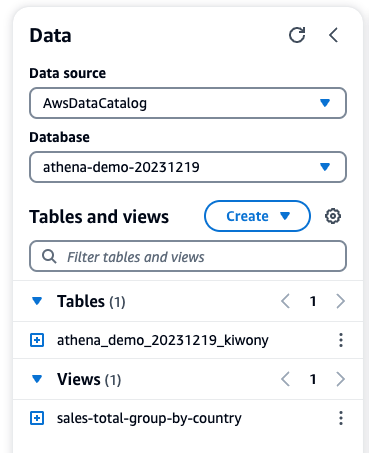 Data
Data source
AwsDataCatalog
Database
athena-demo-20231219
Tables and views
Create
Filter tables and views
Tables (1)
1
athena_demo_20231219_kiwony
Views (1)
1
sales-total-group-by-country